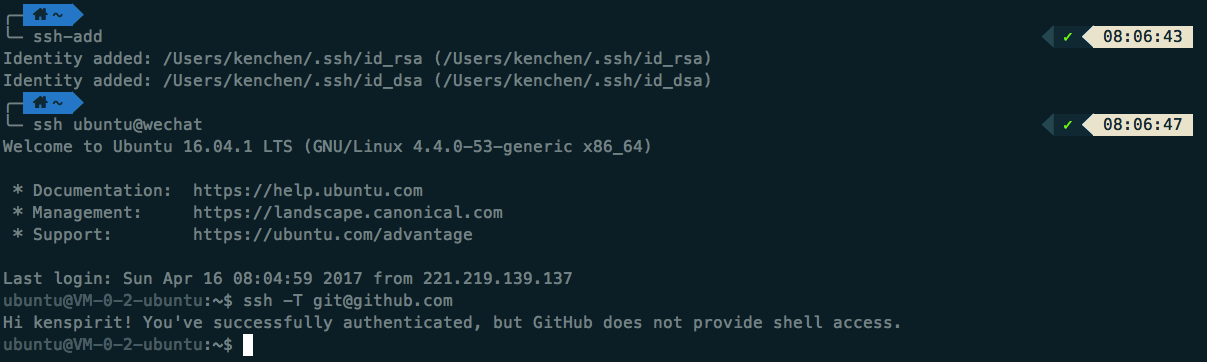 ~
ssh-add
✓ 08:06:43
Identity added: /Users/kenchen/.ssh/id_rsa (/Users/kenchen/.ssh/id_rsa)
Identity added: /Users/kenchen/.ssh/id_dsa (/Users/kenchen/.ssh/id_dsa)
~
ssh ubuntu@wechat
✓ 08:06:47
Welcome to Ubuntu 16.04.1 LTS (GNU/Linux 4.4.0-53-generic x86_64)
* Documentation: https://help.ubuntu.com
* Management: https://landscape.canonical.com
* Support: https://ubuntu.com/advantage
Last login: Sun Apr 16 08:04:59 2017 from 221.219.139.137
ubuntu@VM-0-2-ubuntu:~$ ssh -T git@github.com
Hi kenspirit! You've successfully authenticated, but GitHub does not provide shell access.
ubuntu@VM-0-2-ubuntu:~$